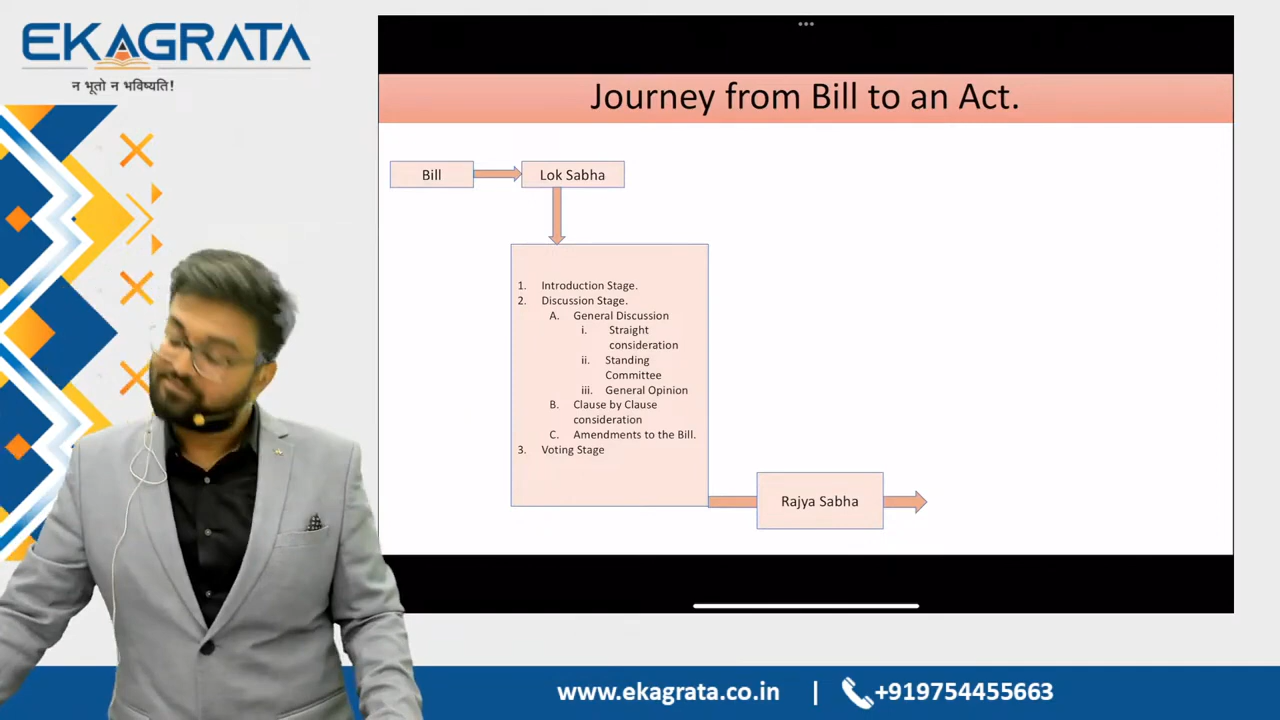 EKAGRATA
न भूतो न भविष्यति!
Journey from Bill to an Act.
Bill
Lok Sabha
1. Introduction Stage.
2. Discussion Stage.
A. General Discussion
i. Straight
consideration
ii. Standing
Committee
iii. General Opinion
B. Clause by Clause
consideration
C. Amendments to the Bill.
3. Voting Stage
Rajya Sabha
www.ekagrata.co.in | +919754455663